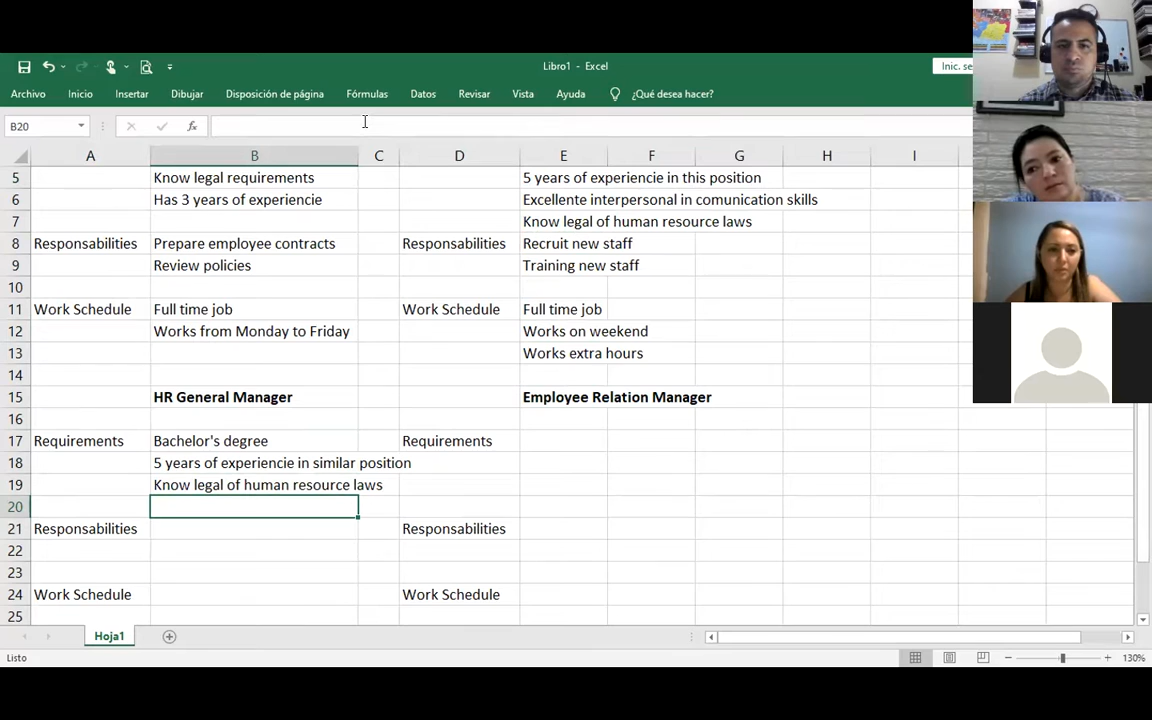 Libro1 - Excel
Inic. se
Archivo Inicio Insertar Dibujar Disposición de página Fórmulas Datos Revisar Vista Ayuda ¿Qué desea hacer?
B20 fx
A B C D E F G H I
5 Know legal requirements 5 years of experiencie in this position
6 Has 3 years of experiencie Excellente interpersonal in comunication skills
7 Know legal of human resource laws
8 Responsabilities Prepare employee contracts Responsabilities Recruit new staff
9 Review policies Training new staff
10
11 Work Schedule Full time job Work Schedule Full time job
12 Works from Monday to Friday Works on weekend
13 Works extra hours
14
15 HR General Manager Employee Relation Manager
16
17 Requirements Bachelor's degree Requirements
18 5 years of experiencie in similar position
19 Know legal of human resource laws
20
21 Responsabilities Responsabilities
22
23
24 Work Schedule Work Schedule
25
Hoja1
Listo 130%